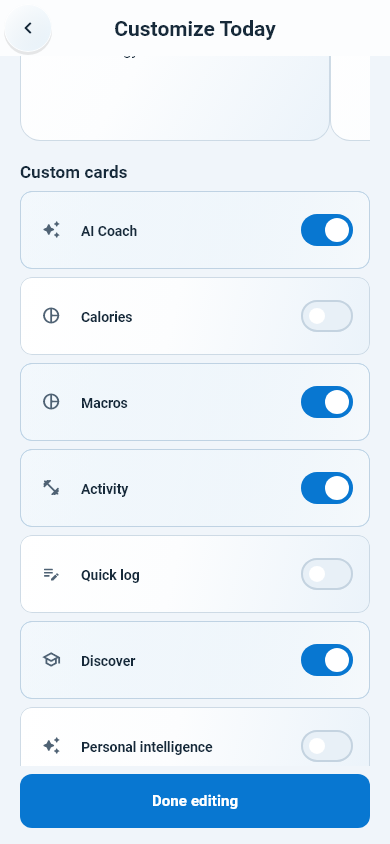 Customize Today
Custom cards
AI Coach
Calories
Macros
Activity
Quick log
Discover
Personal intelligence
Done editing